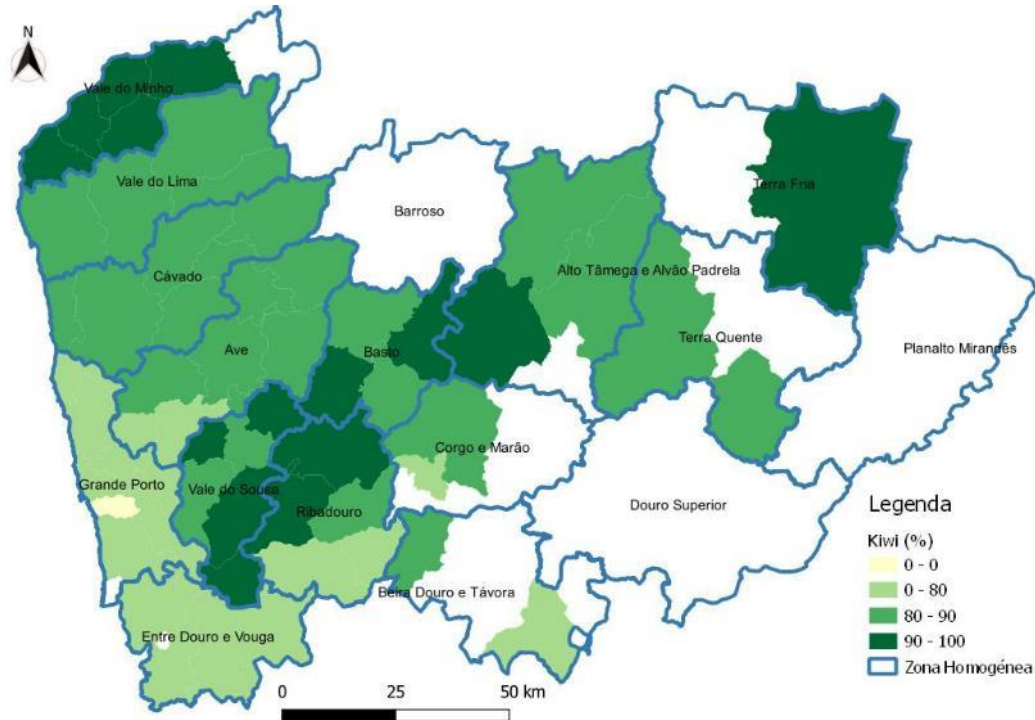 N
Vale do Minho
Vale do Lima
Barroso
Terra Fria
Cávado
Alto Tâmega e Alvão Padrela
Ave
Basto
Terra Quente
Planalto Mirandês
Corgo e Marão
Grande Porto
Vale do Sousa
Ribadouro
Douro Superior
Beira Douro e Távora
Entre Douro e Vouga
Legenda
Kiwi (%)
0 - 0
0 - 80
80 - 90
90 - 100
Zona Homogénea
0 25 50 km